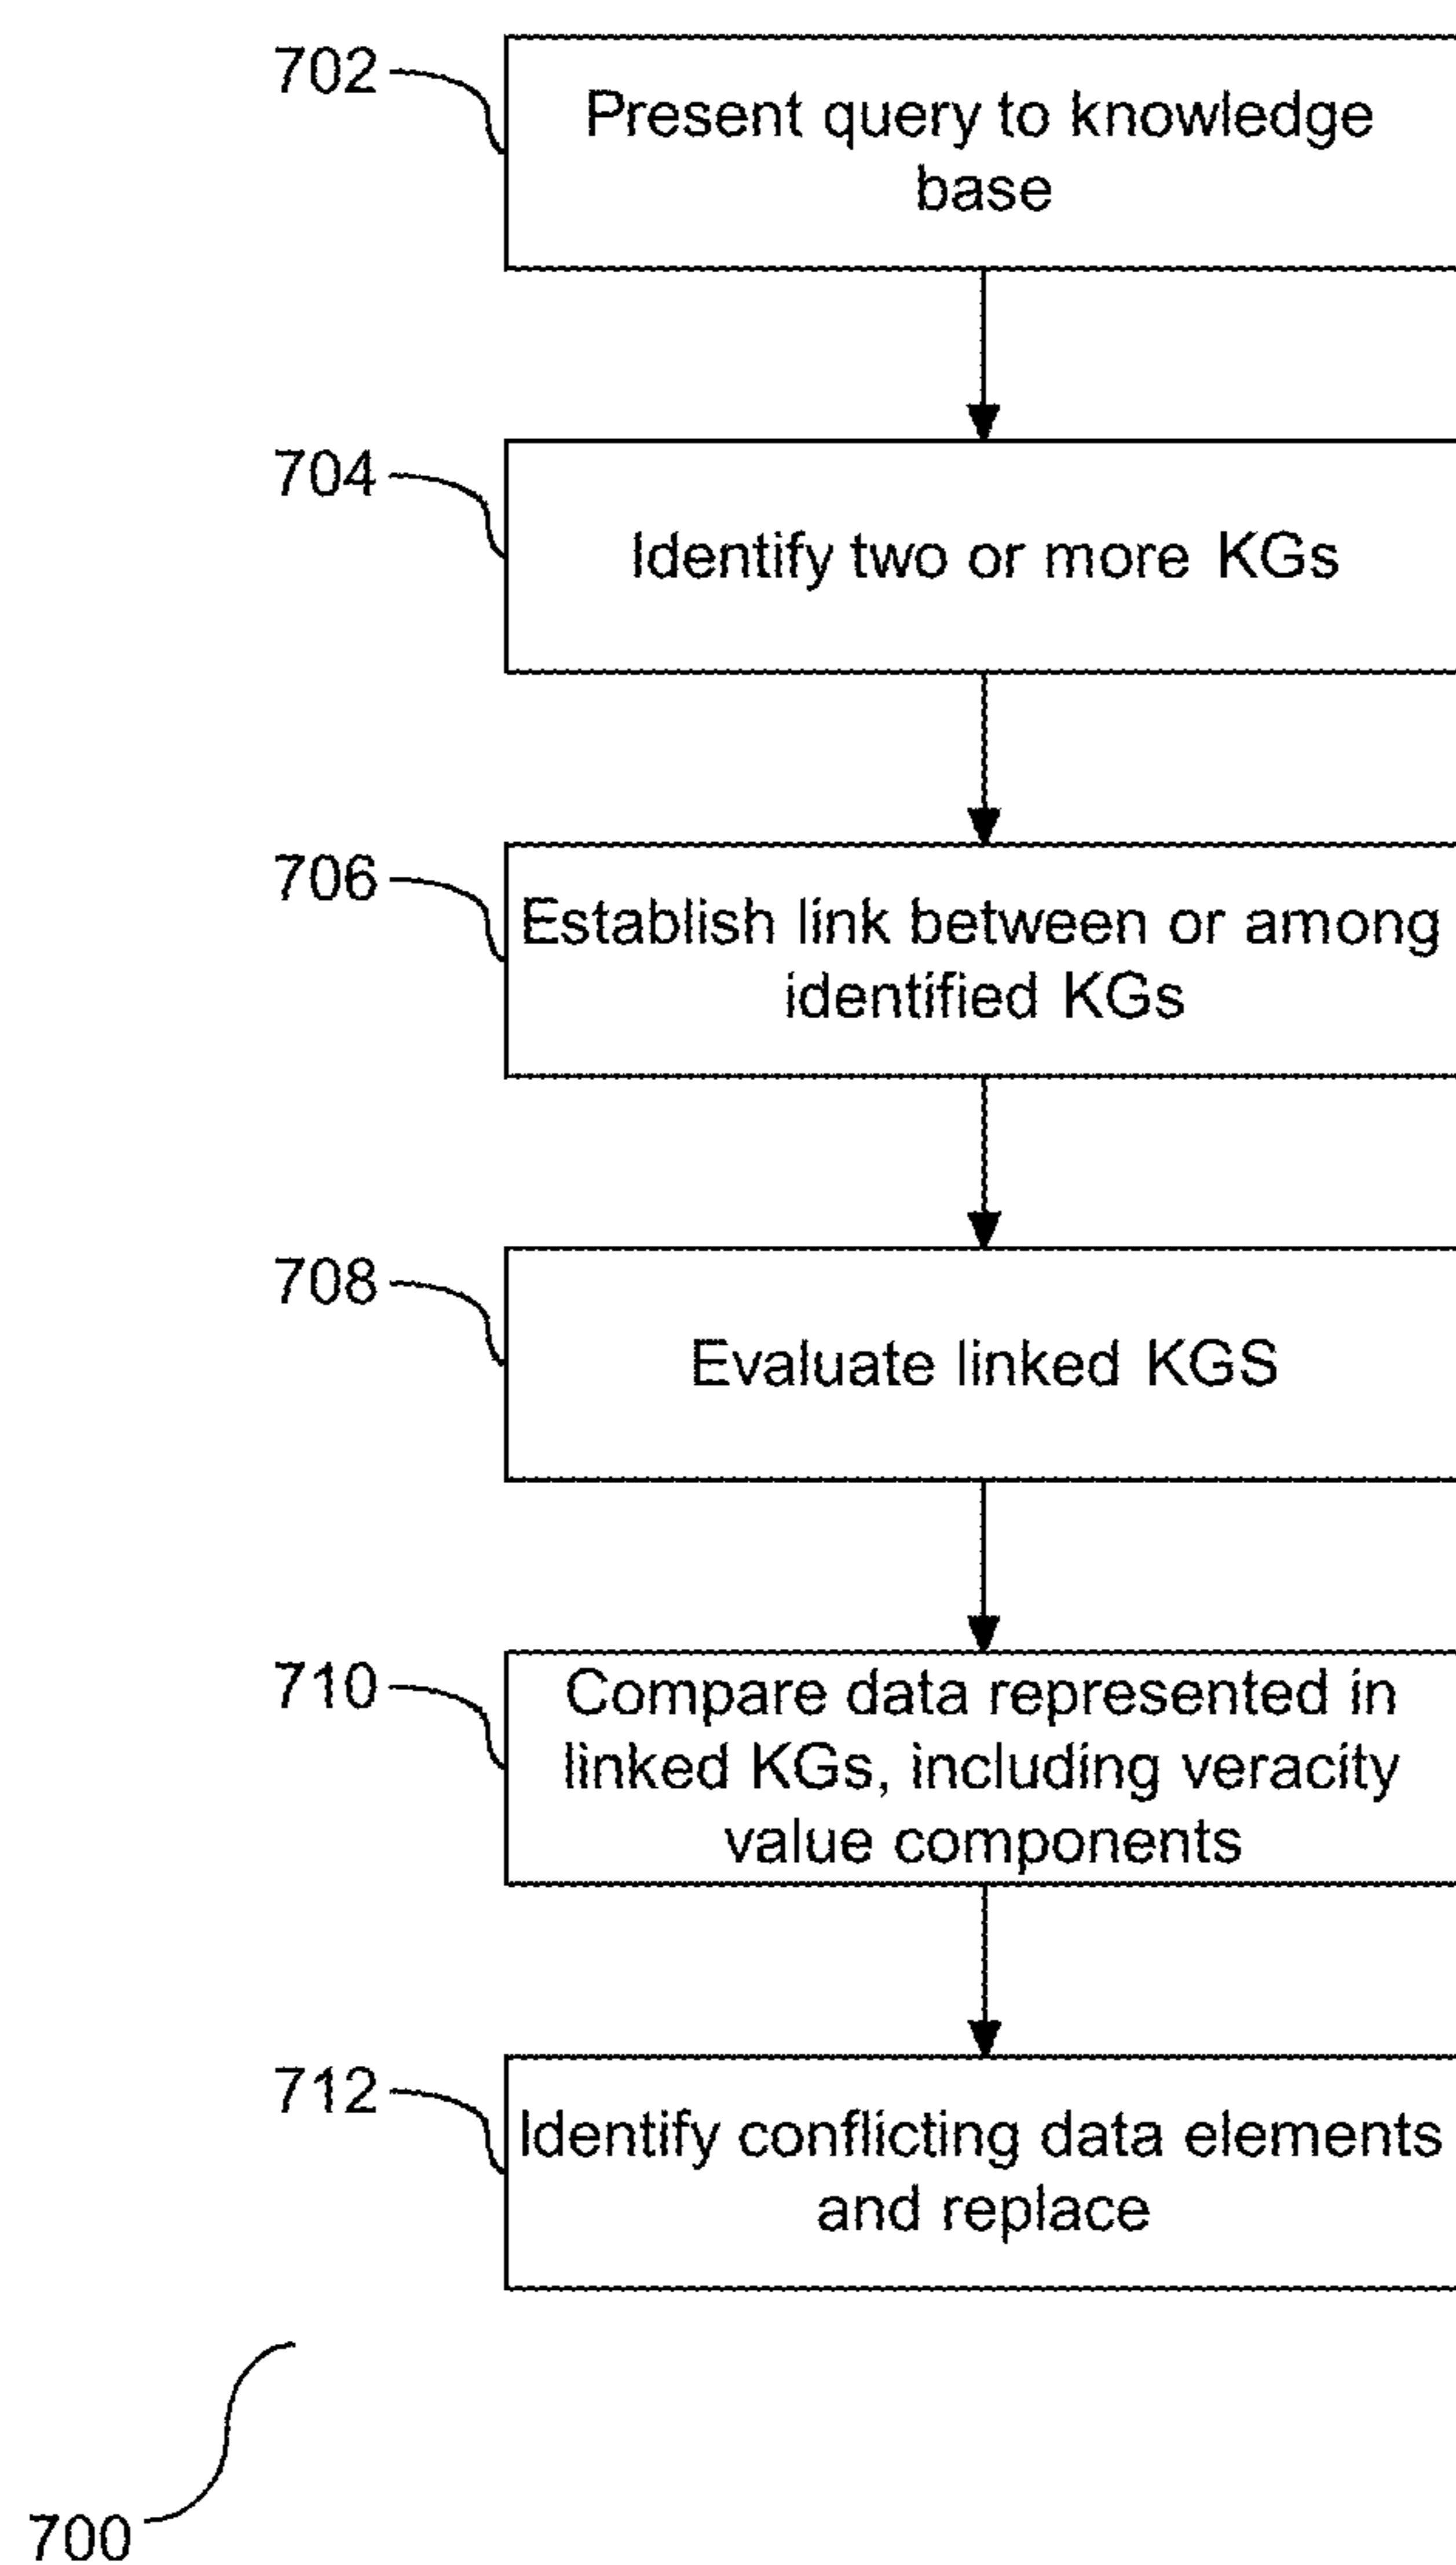 702
Present query to knowledge
base
704
Identify two or more KGs
706
Establish link between or among
identified KGs
708
Evaluate linked KGS
710
Compare data represented in
linked KGs, including veracity
value components
712
Identify conflicting data elements
and replace
700